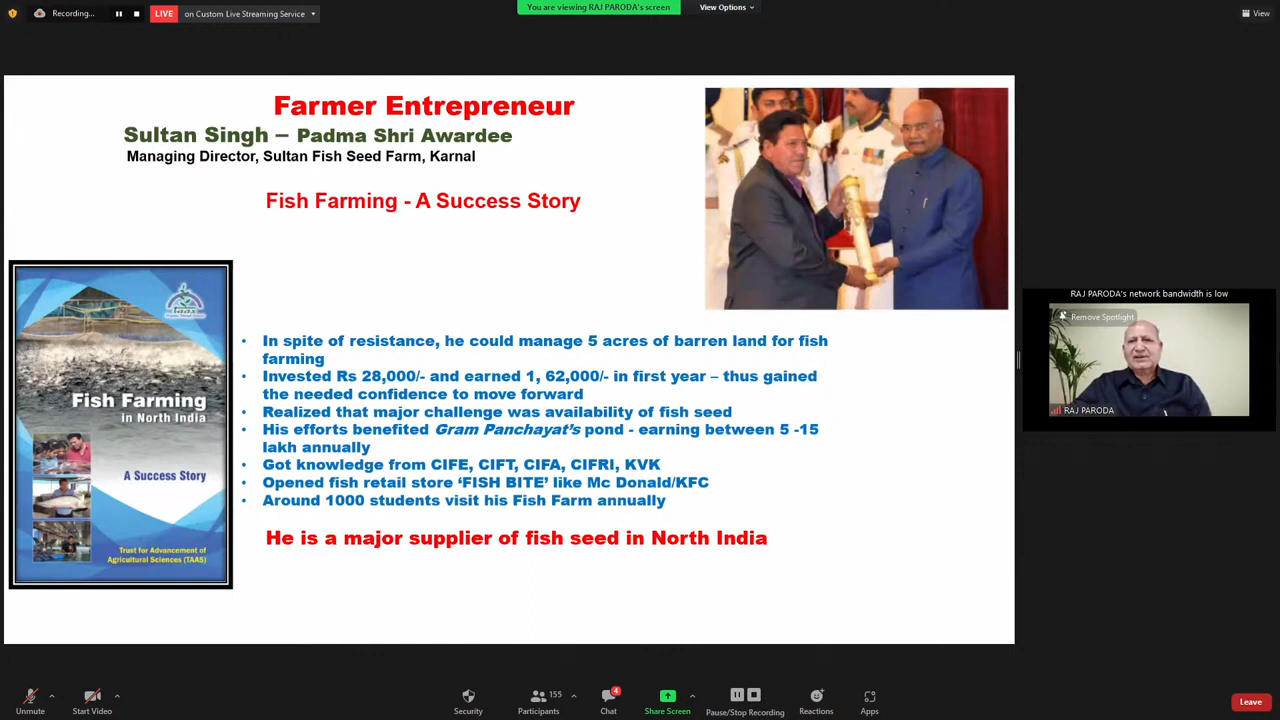 Recording...
LIVE
on Custom Live Streaming Service
You are viewing RAJ PARODA's screen
View Options
View
Farmer Entrepreneur
Sultan Singh – Padma Shri Awardee
Managing Director, Sultan Fish Seed Farm, Karnal
Fish Farming - A Success Story
taas
Fish Farming
in North India
A Success Story
Trust for Advancement of
Agricultural Sciences (TAAS)
• In spite of resistance, he could manage 5 acres of barren land for fish
farming
• Invested Rs 28,000/- and earned 1, 62,000/- in first year – thus gained
the needed confidence to move forward
• Realized that major challenge was availability of fish seed
• His efforts benefited Gram Panchayat's pond - earning between 5 -15
lakh annually
• Got knowledge from CIFE, CIFT, CIFA, CIFRI, KVK
• Opened fish retail store ‘FISH BITE’ like Mc Donald/KFC
• Around 1000 students visit his Fish Farm annually
He is a major supplier of fish seed in North India
RAJ PARODA's network bandwidth is low
Remove Spotlight
RAJ PARODA
Unmute
Start Video
Security
155
Participants
4
Chat
Share Screen
Pause/Stop Recording
Reactions
Apps
Leave